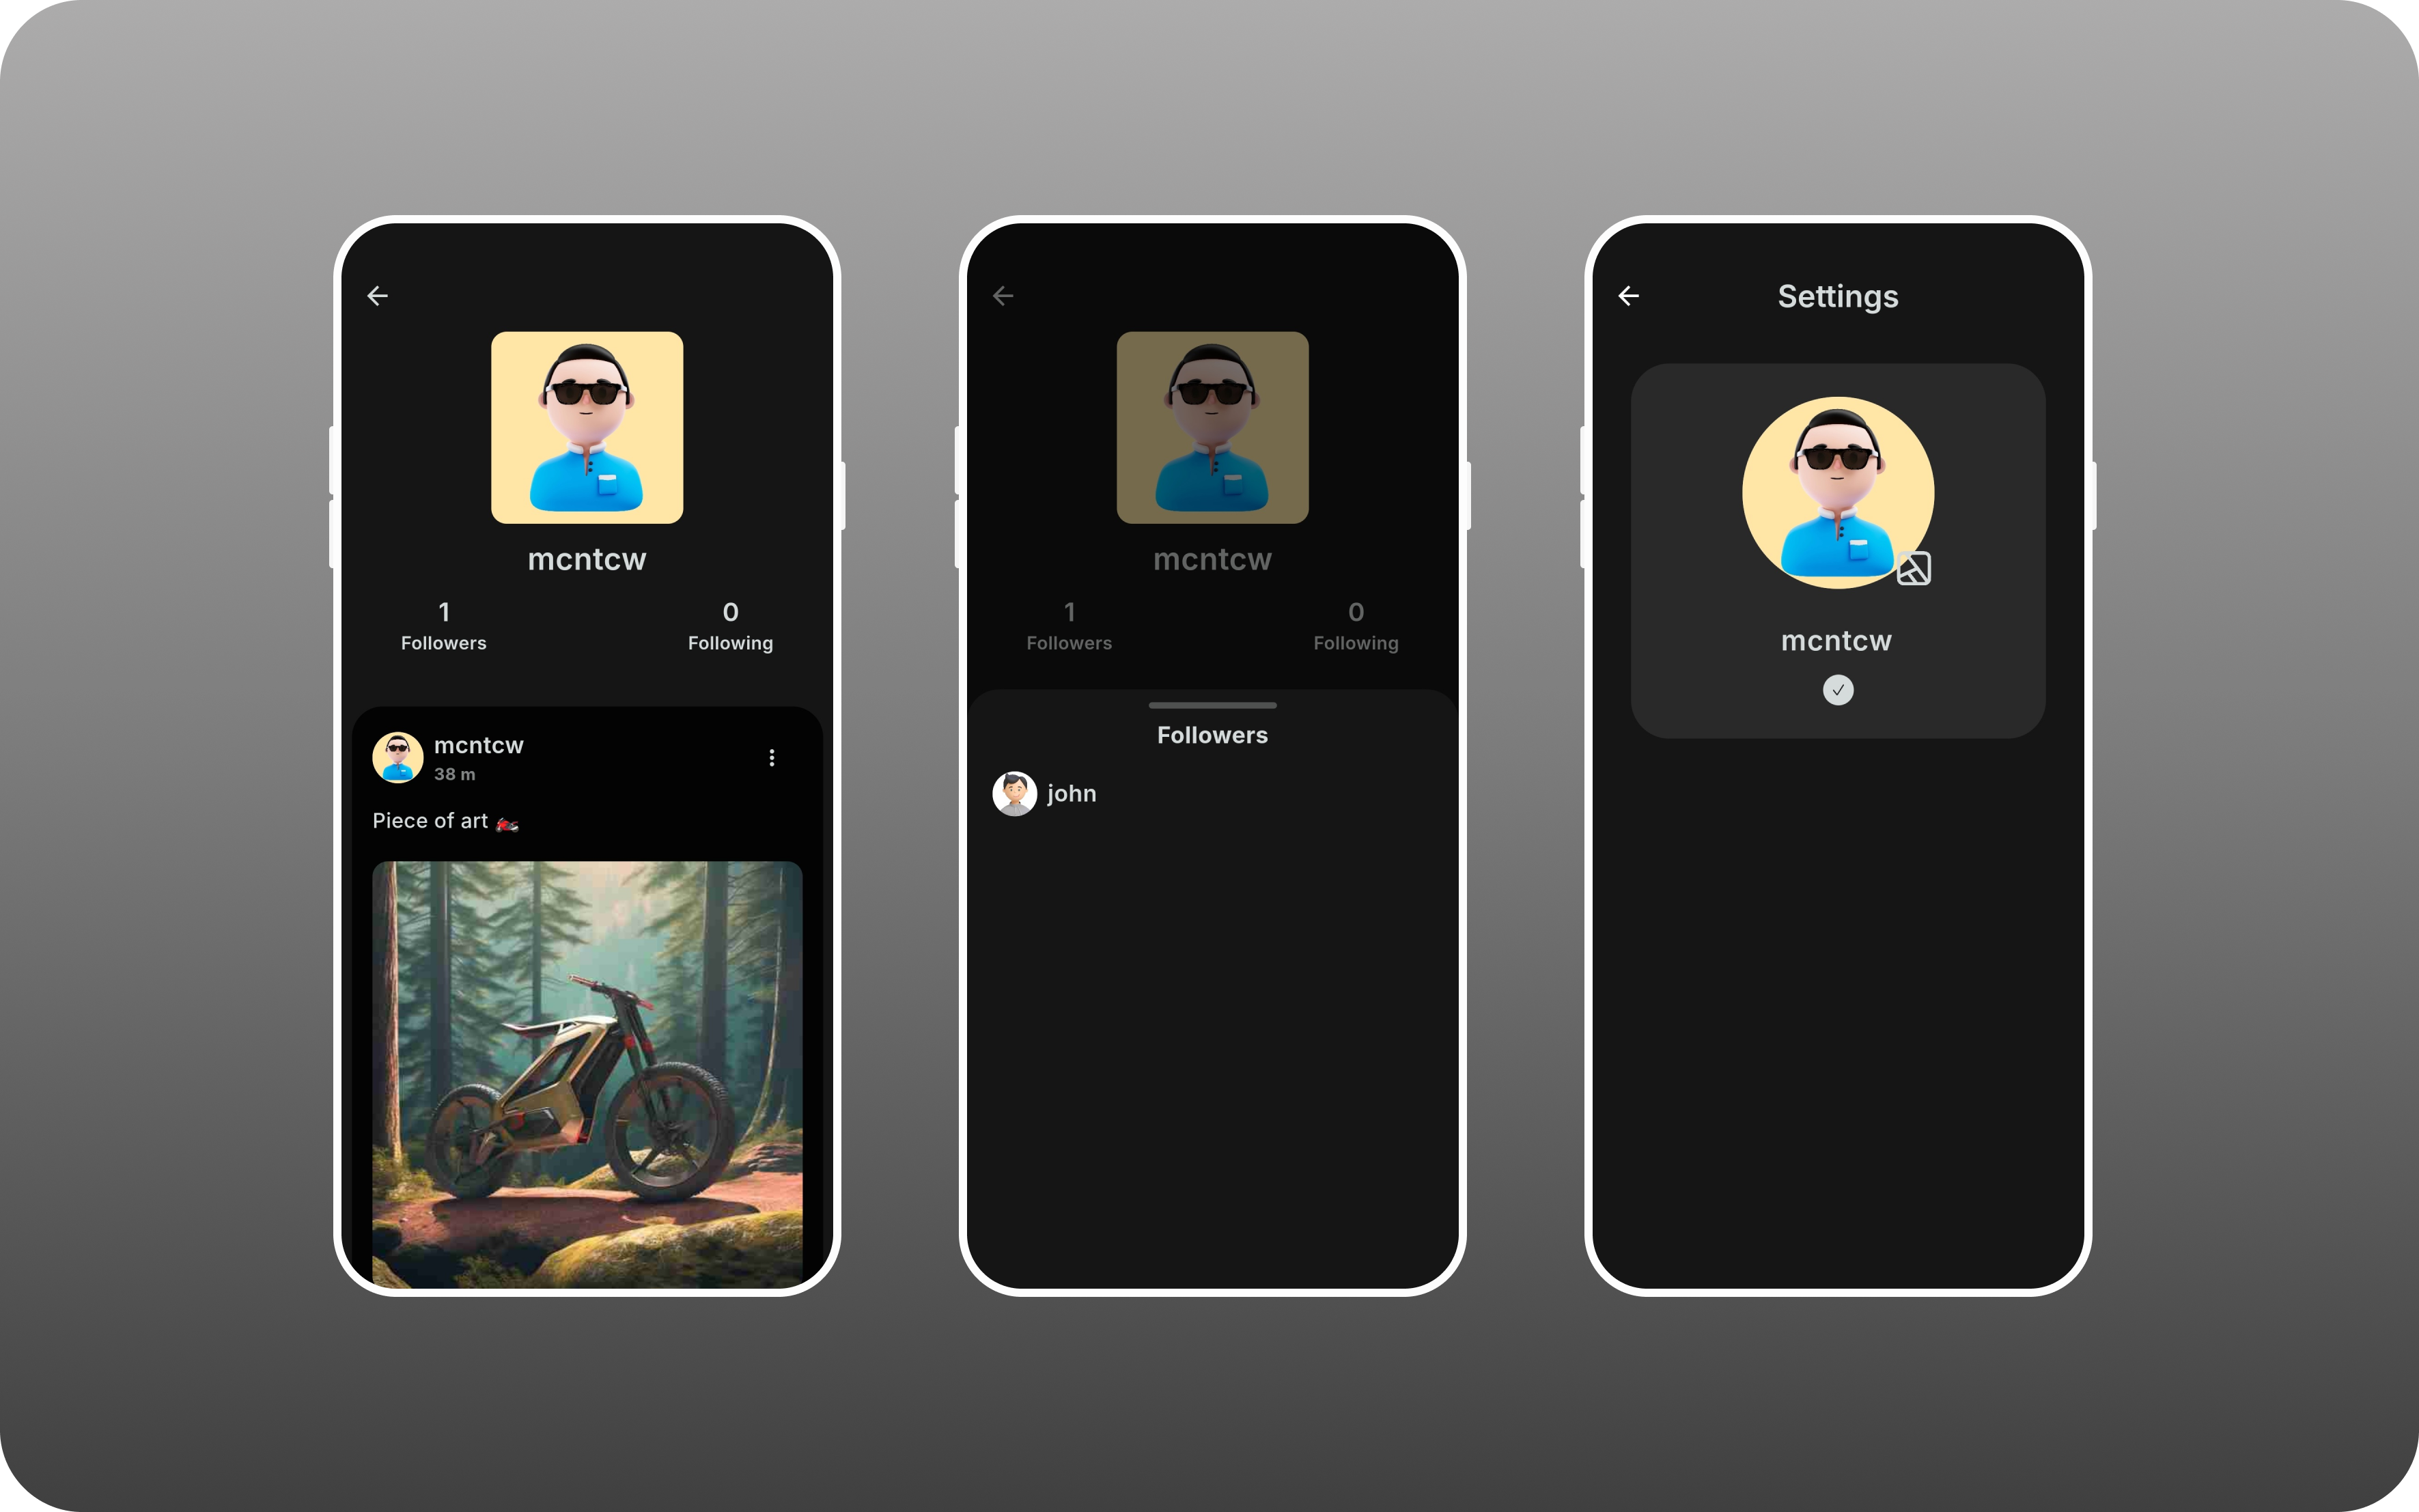 mcntcw
1 0
Followers Following
mcntcw
38 m
Piece of art 🏍️
mcntcw
1 0
Followers Following
Followers
john
Settings
mcntcw